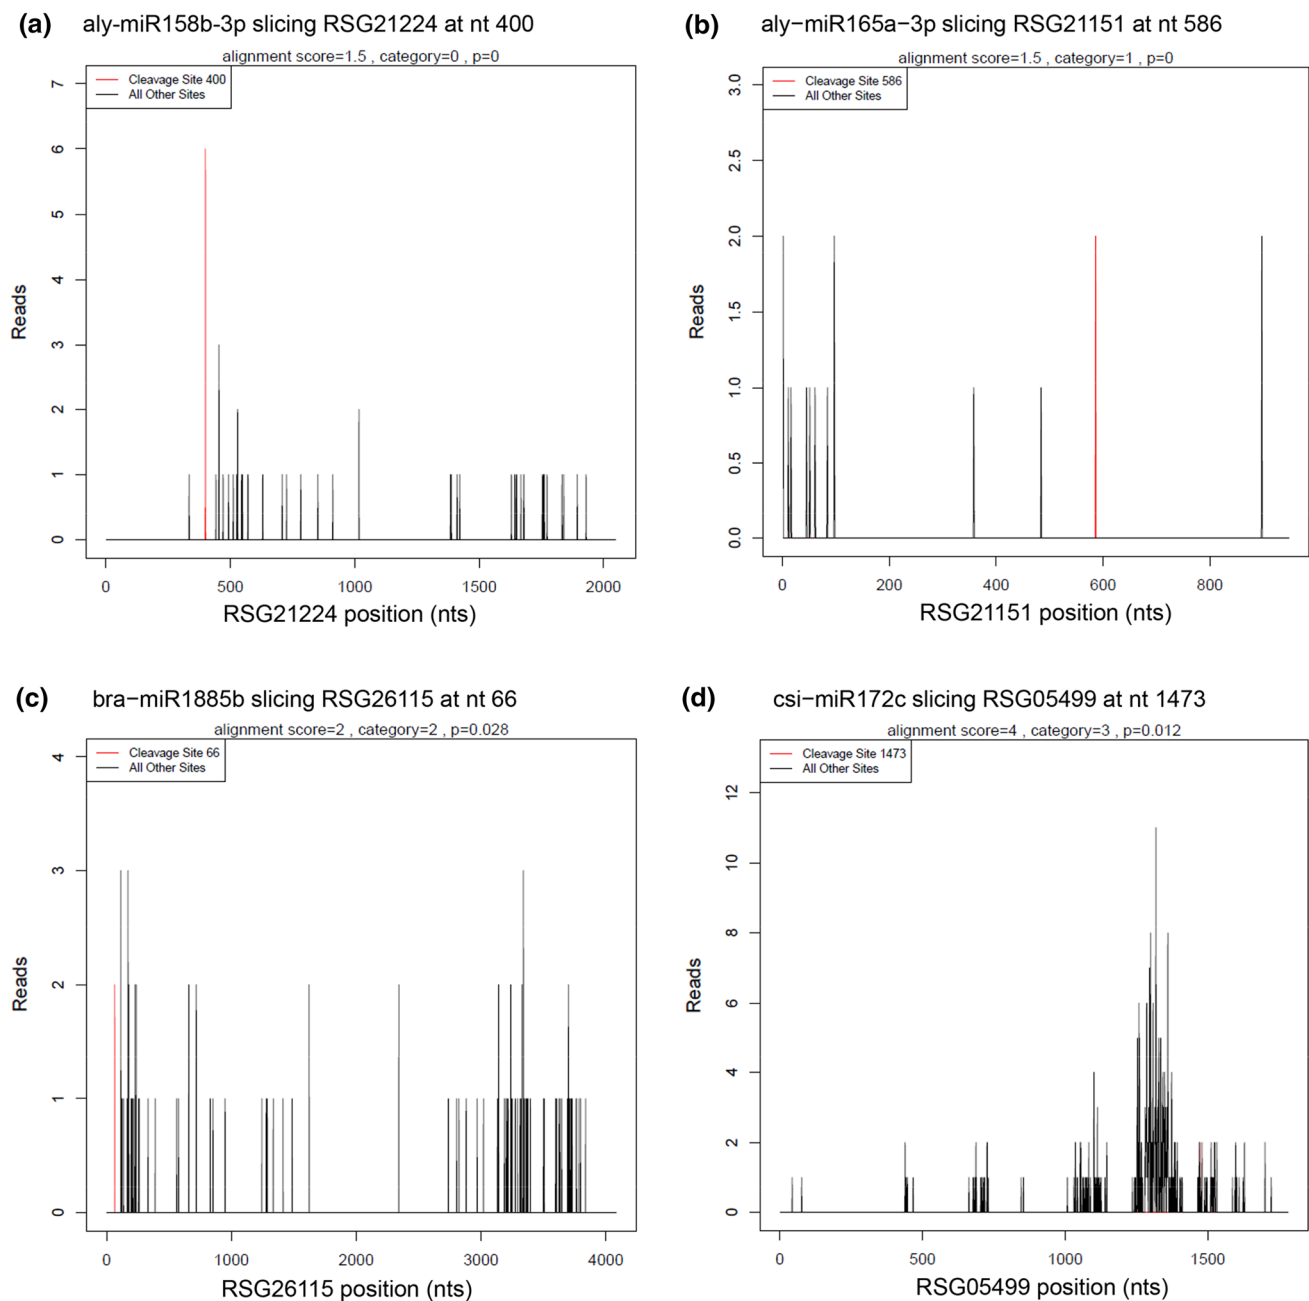 (a) aly-miR158b-3p slicing RSG21224 at nt 400
alignment score=1.5 , category=0 , p=0
Cleavage Site 400
All Other Sites
7
6
5
4
3
2
1
0
Reads
0 500 1000 1500 2000
RSG21224 position (nts)
(b) aly−miR165a−3p slicing RSG21151 at nt 586
alignment score=1.5 , category=1 , p=0
Cleavage Site 586
All Other Sites
3.0
2.5
2.0
1.5
1.0
0.5
0.0
Reads
0 200 400 600 800
RSG21151 position (nts)
(c) bra−miR1885b slicing RSG26115 at nt 66
alignment score=2 , category=2 , p=0.028
Cleavage Site 66
All Other Sites
4
3
2
1
0
Reads
0 1000 2000 3000 4000
RSG26115 position (nts)
(d) csi−miR172c slicing RSG05499 at nt 1473
alignment score=4 , category=3 , p=0.012
Cleavage Site 1473
All Other Sites
12
10
8
6
4
2
0
Reads
0 500 1000 1500
RSG05499 position (nts)